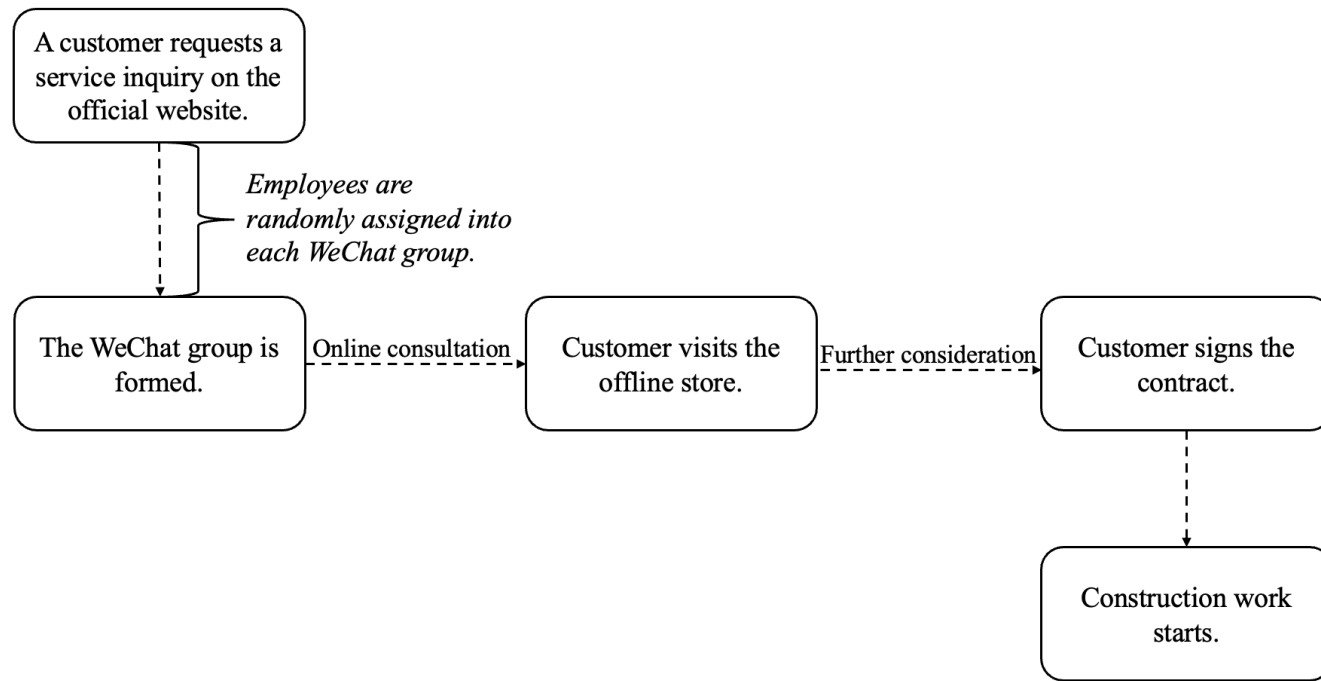 A customer requests a
service inquiry on the
official website.
Employees are
randomly assigned into
each WeChat group.
The WeChat group is
formed.
Online consultation
Customer visits the
offline store.
Further consideration
Customer signs the
contract.
Construction work
starts.